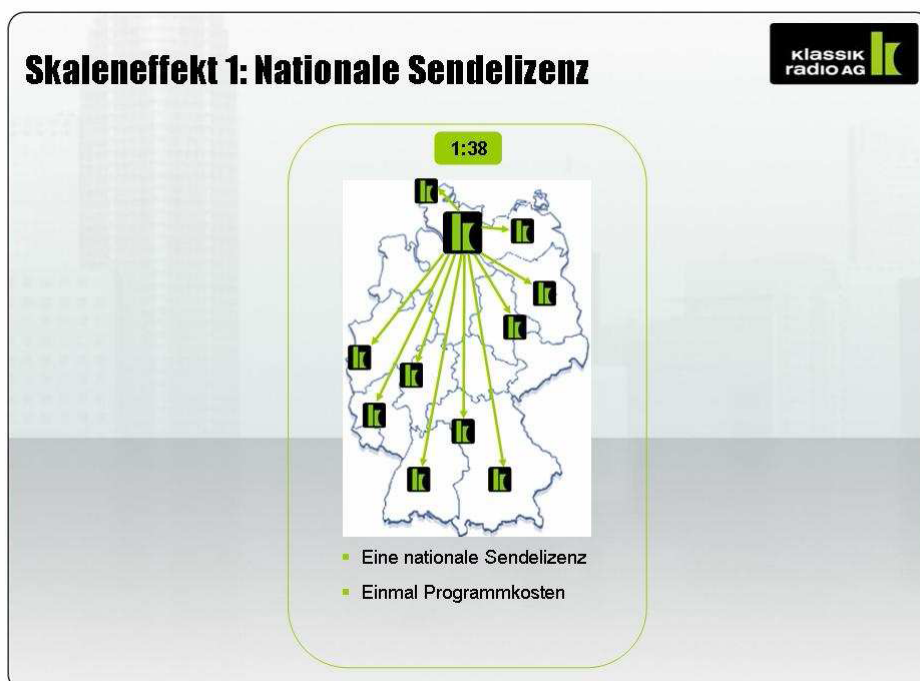 Skaleneffekt 1: Nationale Sendelizenz
Klassik
radio AG
1:38
Eine nationale Sendelizenz
Einmal Programmkosten